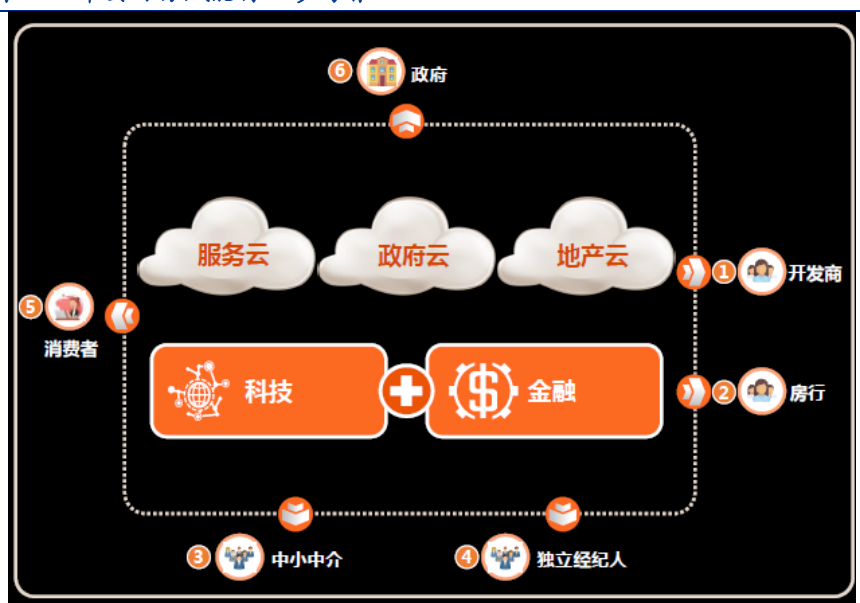 6 政府
服务云 政府云 地产云
1 开发商
5 消费者
科技 + $ 金融
2 房行
3 中小中介 4 独立经纪人